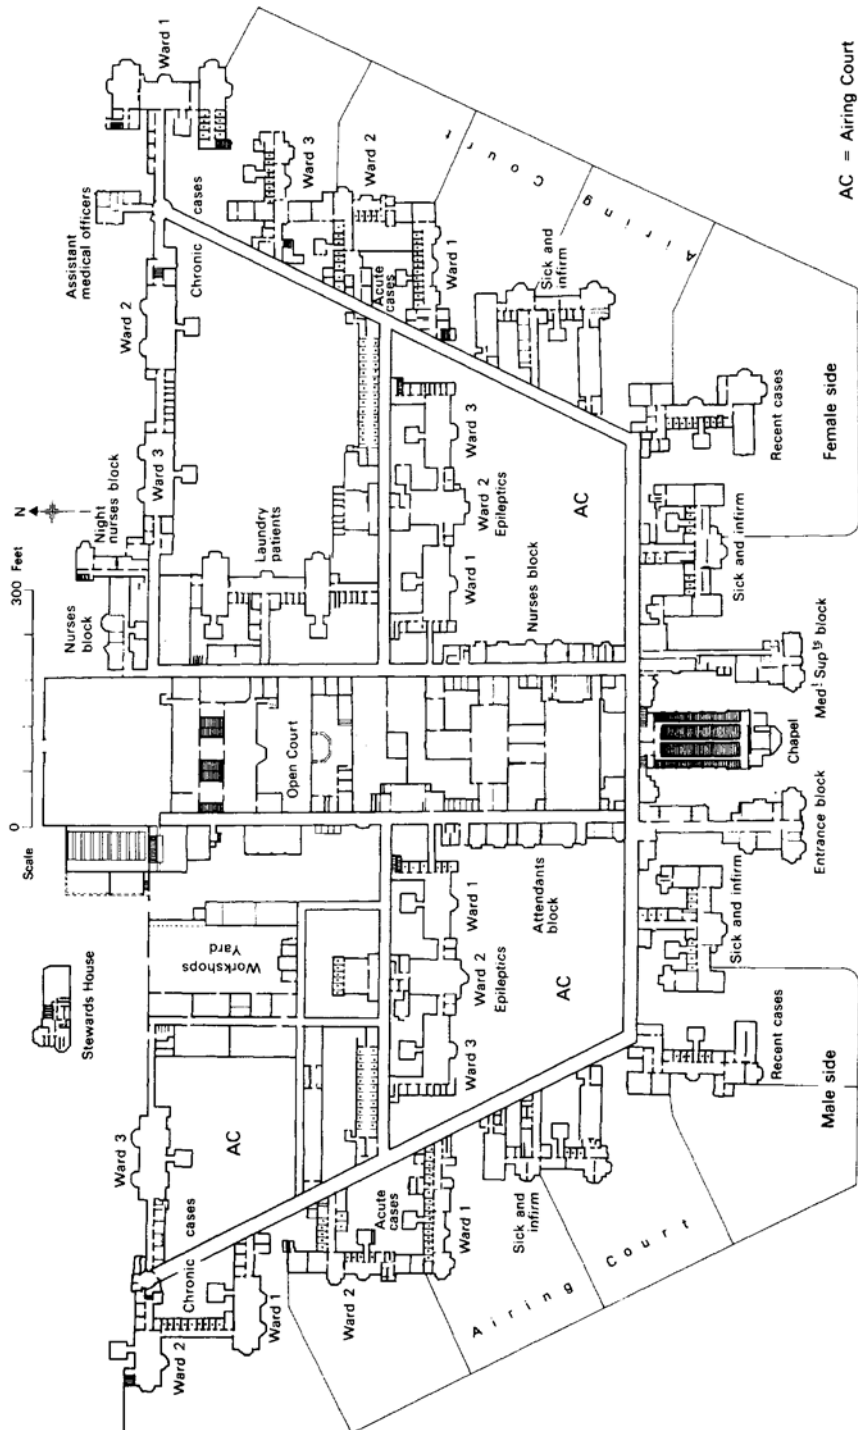 Scale
0
300 Feet
N
Stewards House
Nurses
block
Night
nurses block
Assistant
medical officers
Ward 3
Ward 2
Ward 1
Ward 2
Ward 3
Chronic cases
Chronic cases
AC
Workshops
Yard
Laundry
patients
Ward 1
Open Court
Ward 3
Ward 2
Acute
cases
Acute
cases
Ward 2
Ward 1
Ward 1
Ward 3
Ward 2
Epileptics
Ward 1
Ward 1
Ward 2
Epileptics
Ward 3
Airing Court
Airing Court
Sick and
infirm
Sick and
infirm
Attendants
block
Nurses block
AC
AC
Recent cases
Sick and infirm
Entrance block
Chapel
Medl Supts block
Sick and infirm
Recent cases
Male side
Female side
AC = Airing Court